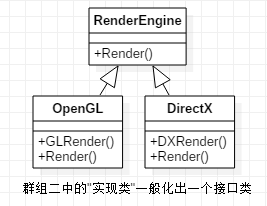 RenderEngine
+Render()
OpenGL
+GLRender()
+Render()
DirectX
+DXRender()
+Render()
群组二中的"实现类"一般化出一个接口类